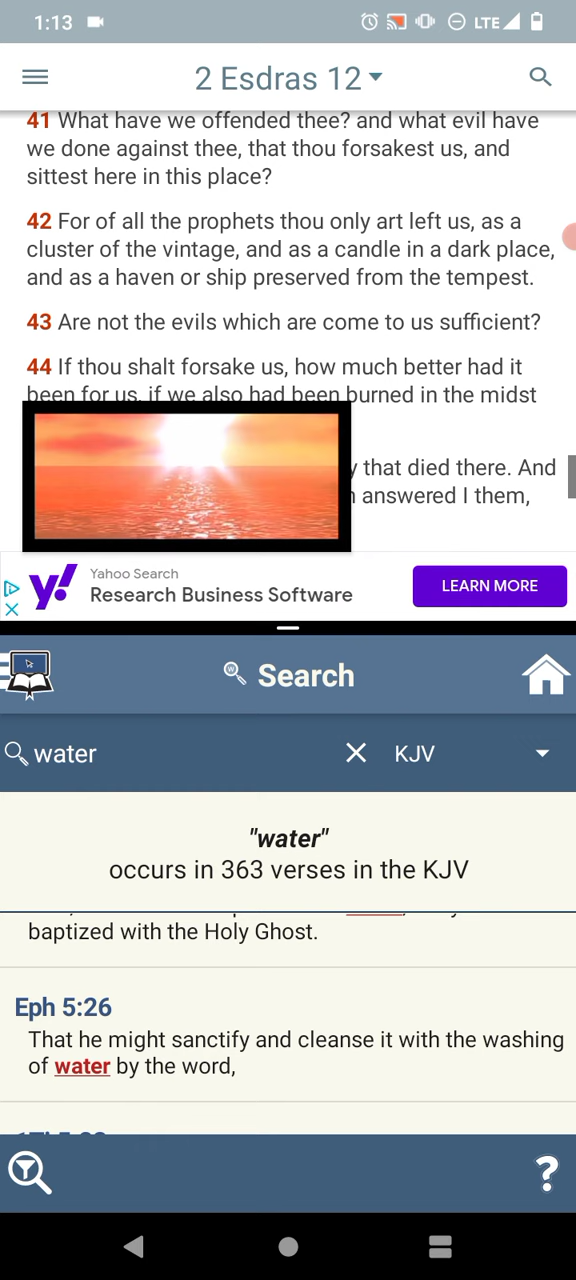 1:13
LTE
2 Esdras 12
41 What have we offended thee? and what evil have
we done against thee, that thou forsakest us, and
sittest here in this place?
42 For of all the prophets thou only art left us, as a
cluster of the vintage, and as a candle in a dark place,
and as a haven or ship preserved from the tempest.
43 Are not the evils which are come to us sufficient?
44 If thou shalt forsake us, how much better had it
been for us, if we also had been burned in the midst
that died there. And
answered I them,
Yahoo Search
Research Business Software
LEARN MORE
Search
water
KJV
"water"
occurs in 363 verses in the KJV
baptized with the Holy Ghost.
Eph 5:26
That he might sanctify and cleanse it with the washing
of water by the word,